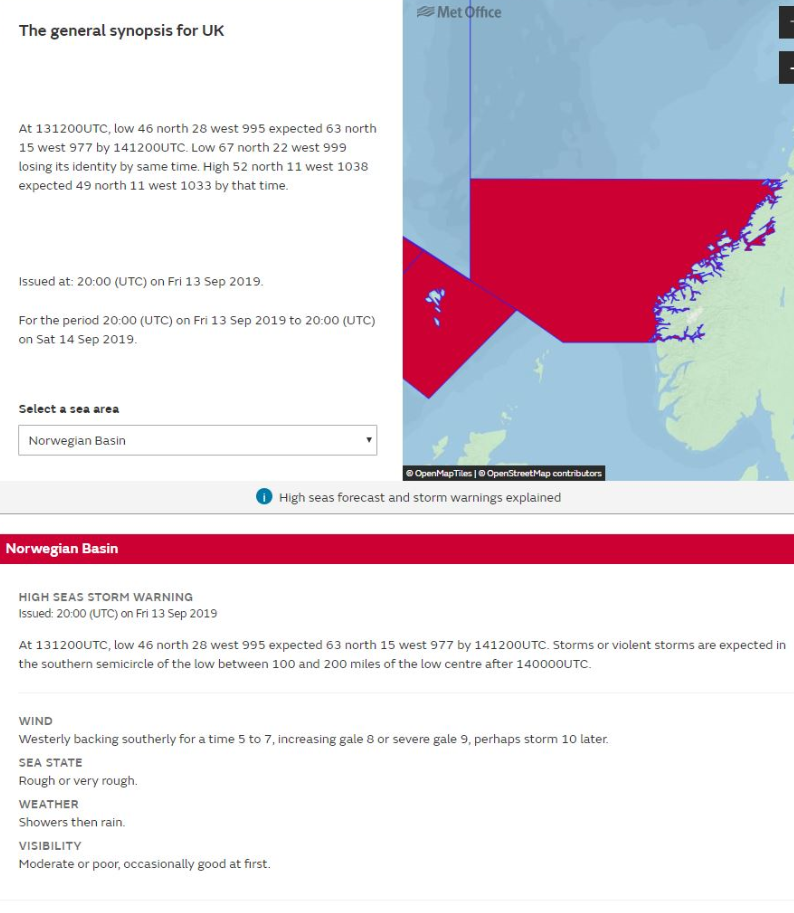 The general synopsis for UK
Met Office
At 131200UTC, low 46 north 28 west 995 expected 63 north
15 west 977 by 141200UTC. Low 67 north 22 west 999
losing its identity by same time. High 52 north 11 west 1038
expected 49 north 11 west 1033 by that time.
Issued at: 20:00 (UTC) on Fri 13 Sep 2019.
For the period 20:00 (UTC) on Fri 13 Sep 2019 to 20:00 (UTC)
on Sat 14 Sep 2019.
Select a sea area
Norwegian Basin
© OpenMapTiles | © OpenStreetMap contributors
i High seas forecast and storm warnings explained
Norwegian Basin
HIGH SEAS STORM WARNING
Issued: 20:00 (UTC) on Fri 13 Sep 2019
At 131200UTC, low 46 north 28 west 995 expected 63 north 15 west 977 by 141200UTC. Storms or violent storms are expected in
the southern semicircle of the low between 100 and 200 miles of the low centre after 140000UTC.
WIND
Westerly backing southerly for a time 5 to 7, increasing gale 8 or severe gale 9, perhaps storm 10 later.
SEA STATE
Rough or very rough.
WEATHER
Showers then rain.
VISIBILITY
Moderate or poor, occasionally good at first.